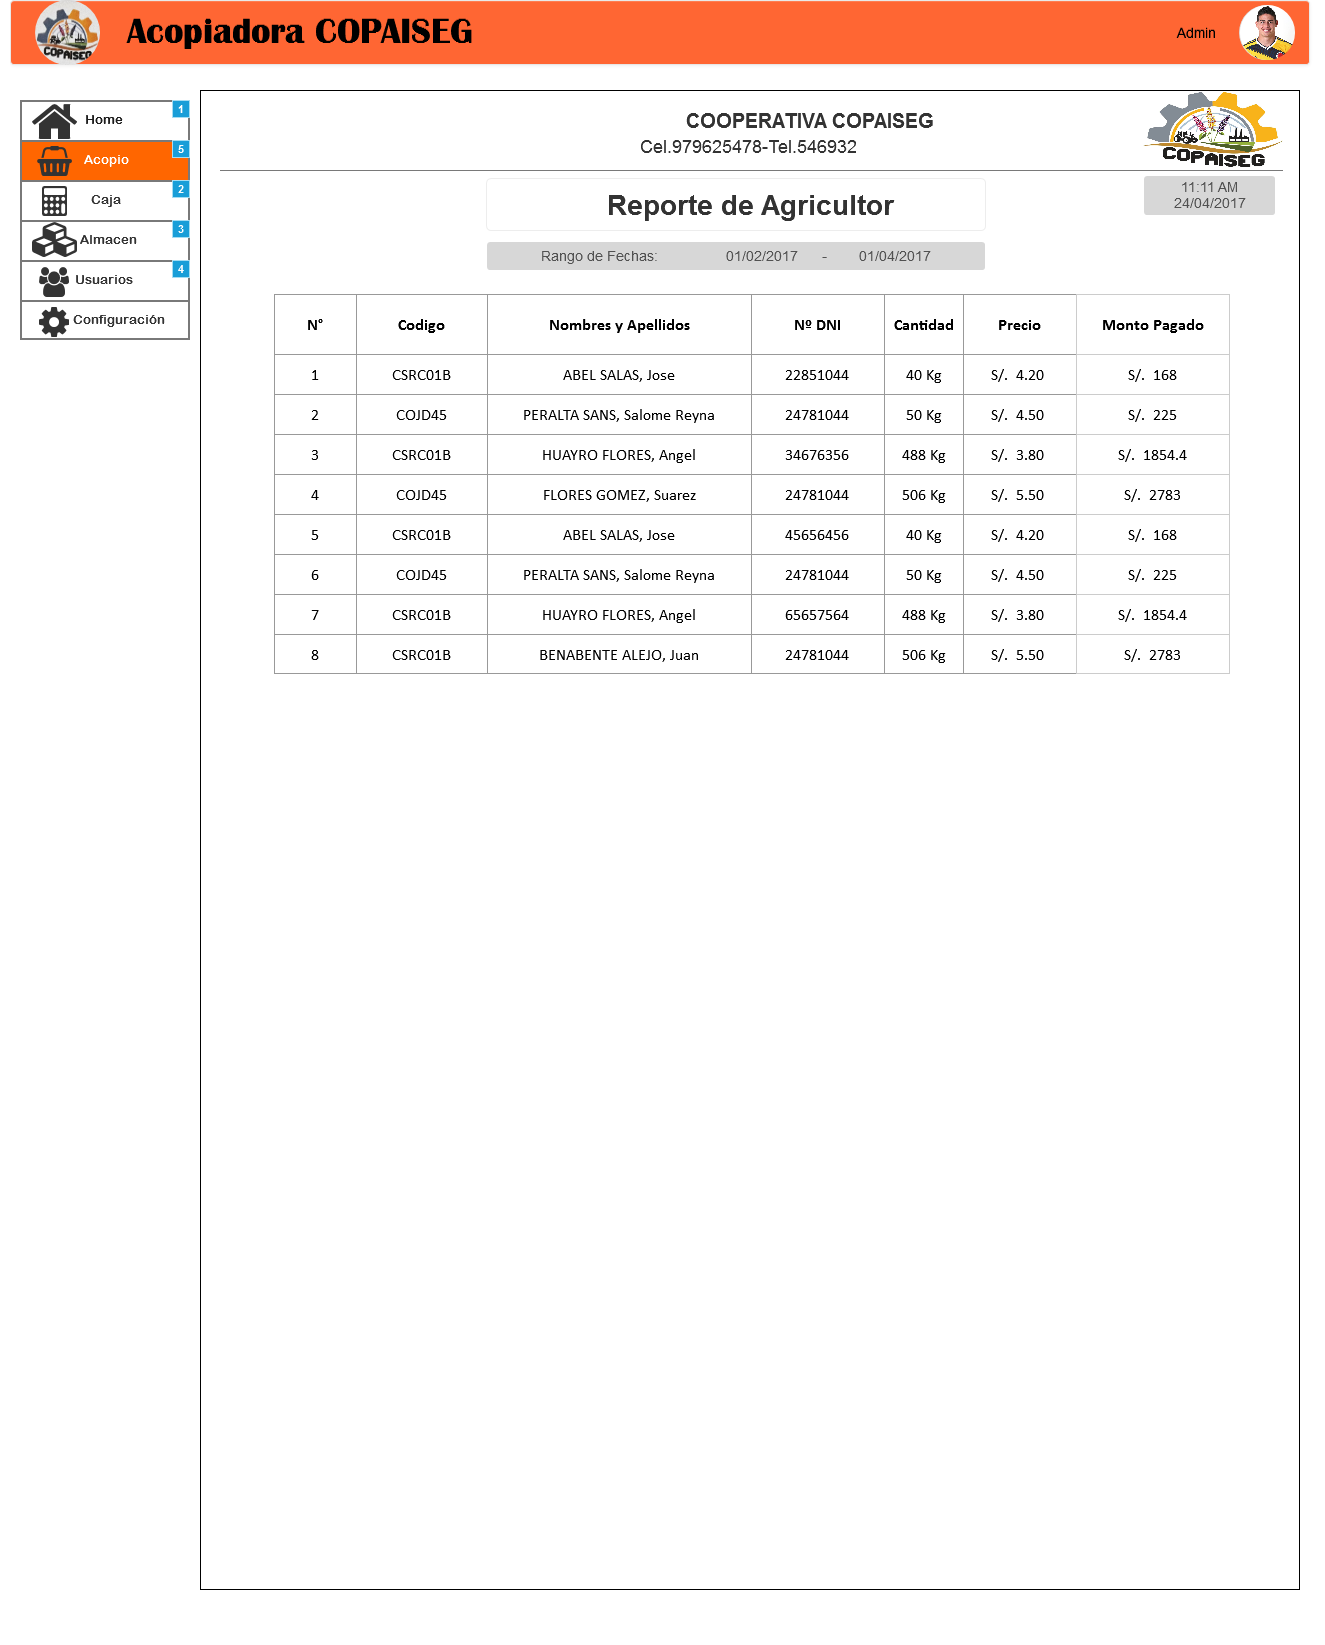 COPAISEG
Acopiadora COPAISEG
Admin
Home
1
Acopio
5
Caja
2
Almacen
3
Usuarios
4
Configuración
COOPERATIVA COPAISEG
Cel.979625478-Tel.546932
COPAISEG
11:11 AM
24/04/2017
Reporte de Agricultor
Rango de Fechas: 01/02/2017 - 01/04/2017
N° Codigo Nombres y Apellidos Nº DNI Cantidad Precio Monto Pagado
1 CSRC01B ABEL SALAS, Jose 22851044 40 Kg S/. 4.20 S/. 168
2 COJD45 PERALTA SANS, Salome Reyna 24781044 50 Kg S/. 4.50 S/. 225
3 CSRC01B HUAYRO FLORES, Angel 34676356 488 Kg S/. 3.80 S/. 1854.4
4 COJD45 FLORES GOMEZ, Suarez 24781044 506 Kg S/. 5.50 S/. 2783
5 CSRC01B ABEL SALAS, Jose 45656456 40 Kg S/. 4.20 S/. 168
6 COJD45 PERALTA SANS, Salome Reyna 24781044 50 Kg S/. 4.50 S/. 225
7 CSRC01B HUAYRO FLORES, Angel 65657564 488 Kg S/. 3.80 S/. 1854.4
8 CSRC01B BENABENTE ALEJO, Juan 24781044 506 Kg S/. 5.50 S/. 2783